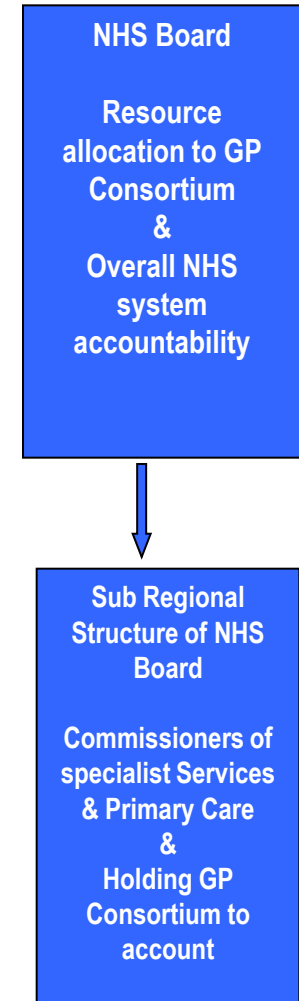 NHS Board
Resource
allocation to GP
Consortium
&
Overall NHS
system
accountability
Sub Regional
Structure of NHS
Board
Commissioners of
specialist Services
& Primary Care
&
Holding GP
Consortium to
account